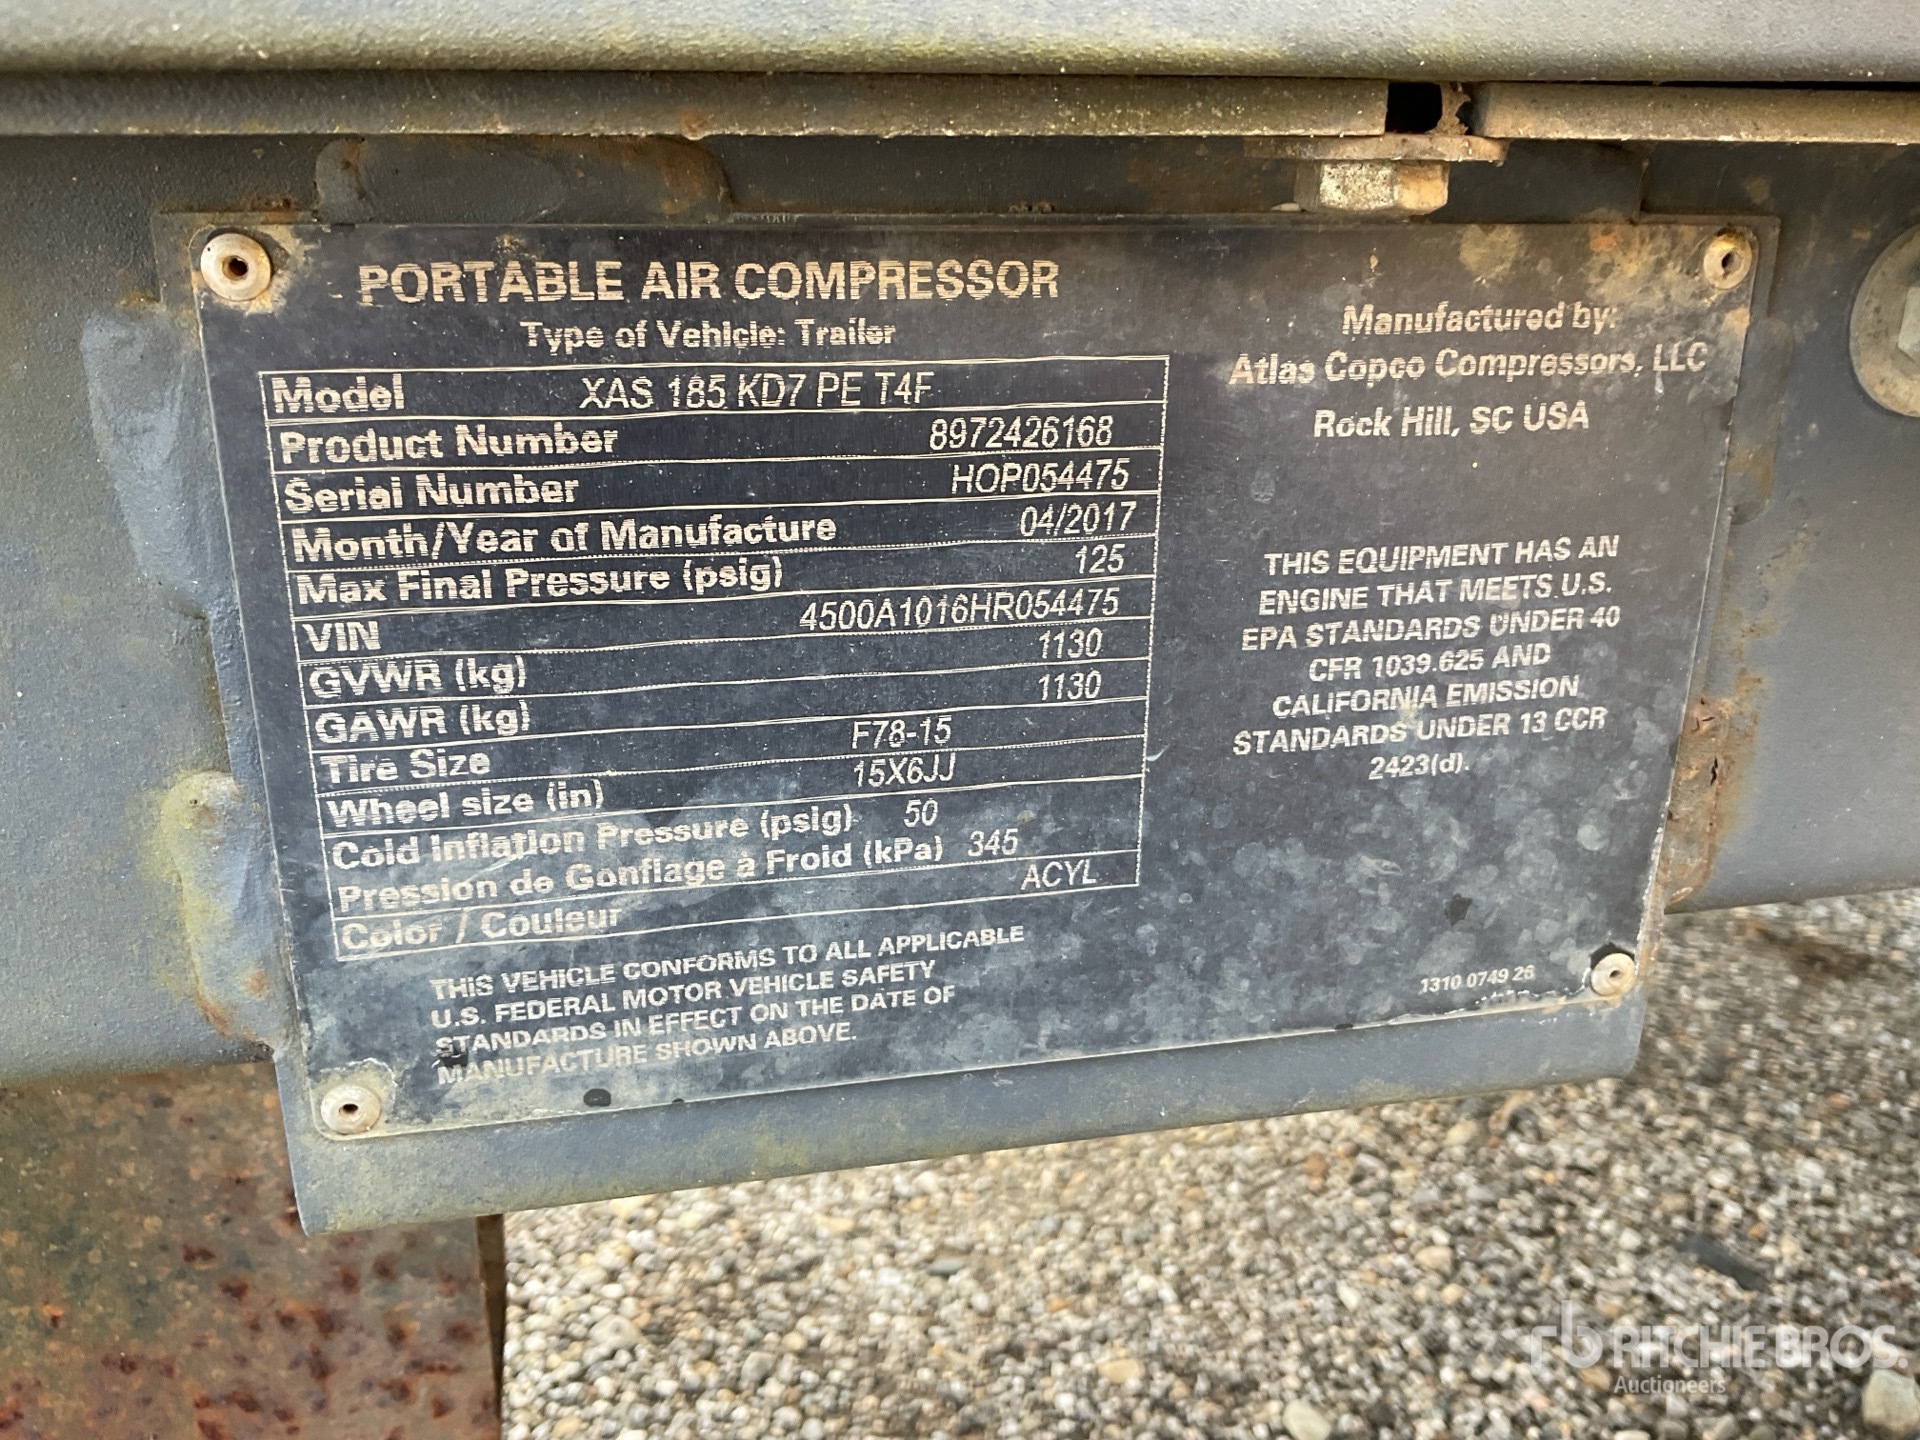 PORTABLE AIR COMPRESSOR
Type of Vehicle: Trailer
Model XAS 185 KD7 PE T4F
Product Number 8972426168
Serial Number HOP054475
Month/Year of Manufacture 04/2017
Max Final Pressure (psig) 125
VIN 4500A1016HR054475
GVWR (kg) 1130
GAWR (kg) 1130
Tire Size F78-15
Wheel size (in) 15X6JJ
Cold Inflation Pressure (psig) 50
Pression de Gonflage à Froid (kPa) 345
Color / Couleur ACYL
THIS VEHICLE CONFORMS TO ALL APPLICABLE
U.S. FEDERAL MOTOR VEHICLE SAFETY
STANDARDS IN EFFECT ON THE DATE OF
MANUFACTURE SHOWN ABOVE.
Manufactured by:
Atlas Copco Compressors, LLC
Rock Hill, SC USA
THIS EQUIPMENT HAS AN
ENGINE THAT MEETS U.S.
EPA STANDARDS UNDER 40
CFR 1039.625 AND
CALIFORNIA EMISSION
STANDARDS UNDER 13 CCR
2423(d).
1310 0749 26
rb RITCHIE BROS.
Auctioneers